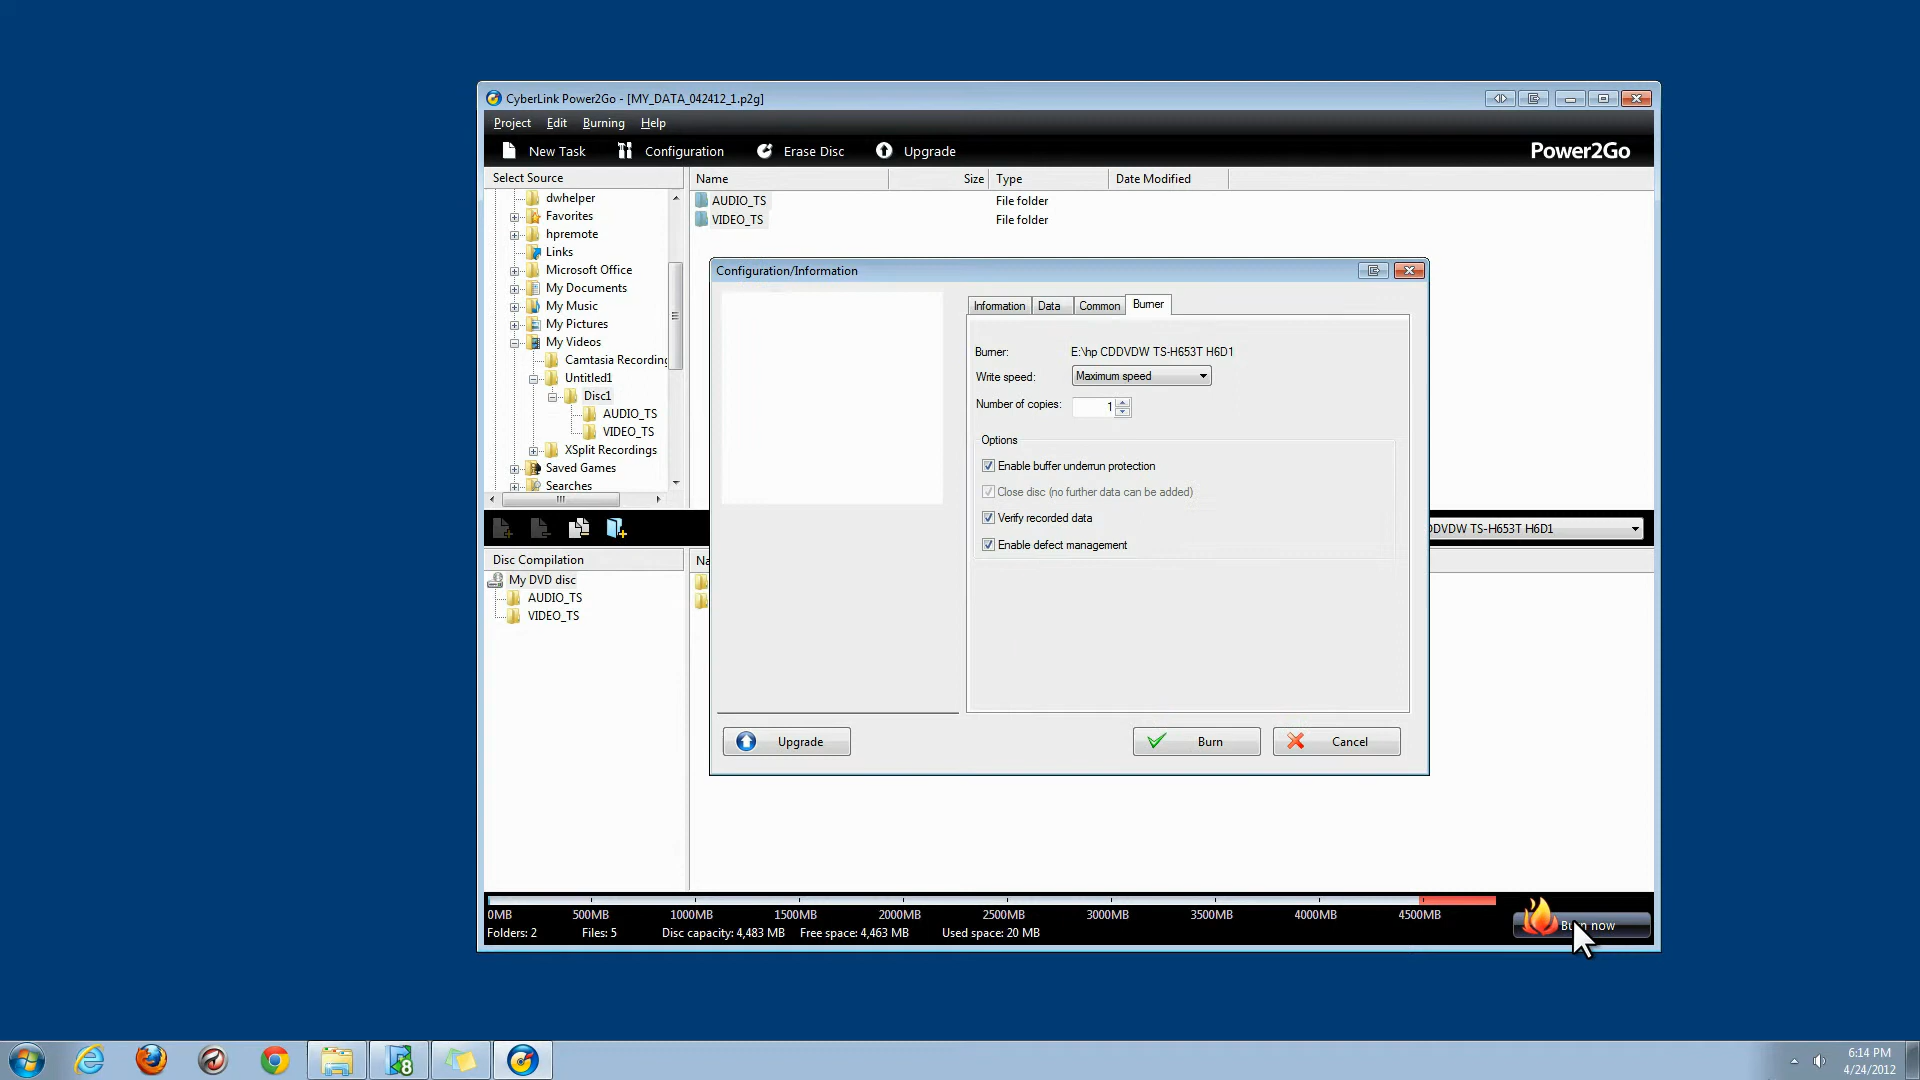 CyberLink Power2Go - [MY_DATA_042412_1.p2g]
Project Edit Burning Help
New Task Configuration Erase Disc Upgrade Power2Go
Select Source
Name Size Type Date Modified
dwhelper
Favorites
hpremote
Links
Microsoft Office
My Documents
My Music
My Pictures
My Videos
Camtasia Recording
Untitled1
Disc1
AUDIO_TS
VIDEO_TS
XSplit Recordings
Saved Games
Searches
AUDIO_TS File folder
VIDEO_TS File folder
Configuration/Information
Information Data Common Burner
Burner: E:\hp CDDVDW TS-H653T H6D1
Write speed: Maximum speed
Number of copies: 1
Options
Enable buffer underrun protection
Close disc (no further data can be added)
Verify recorded data
Enable defect management
Upgrade Burn Cancel
DDVDW TS-H653T H6D1
Disc Compilation
Na
My DVD disc
AUDIO_TS
VIDEO_TS
0MB 500MB 1000MB 1500MB 2000MB 2500MB 3000MB 3500MB 4000MB 4500MB
Folders: 2 Files: 5 Disc capacity: 4,483 MB Free space: 4,463 MB Used space: 20 MB
Burn now
8
6:14 PM
4/24/2012